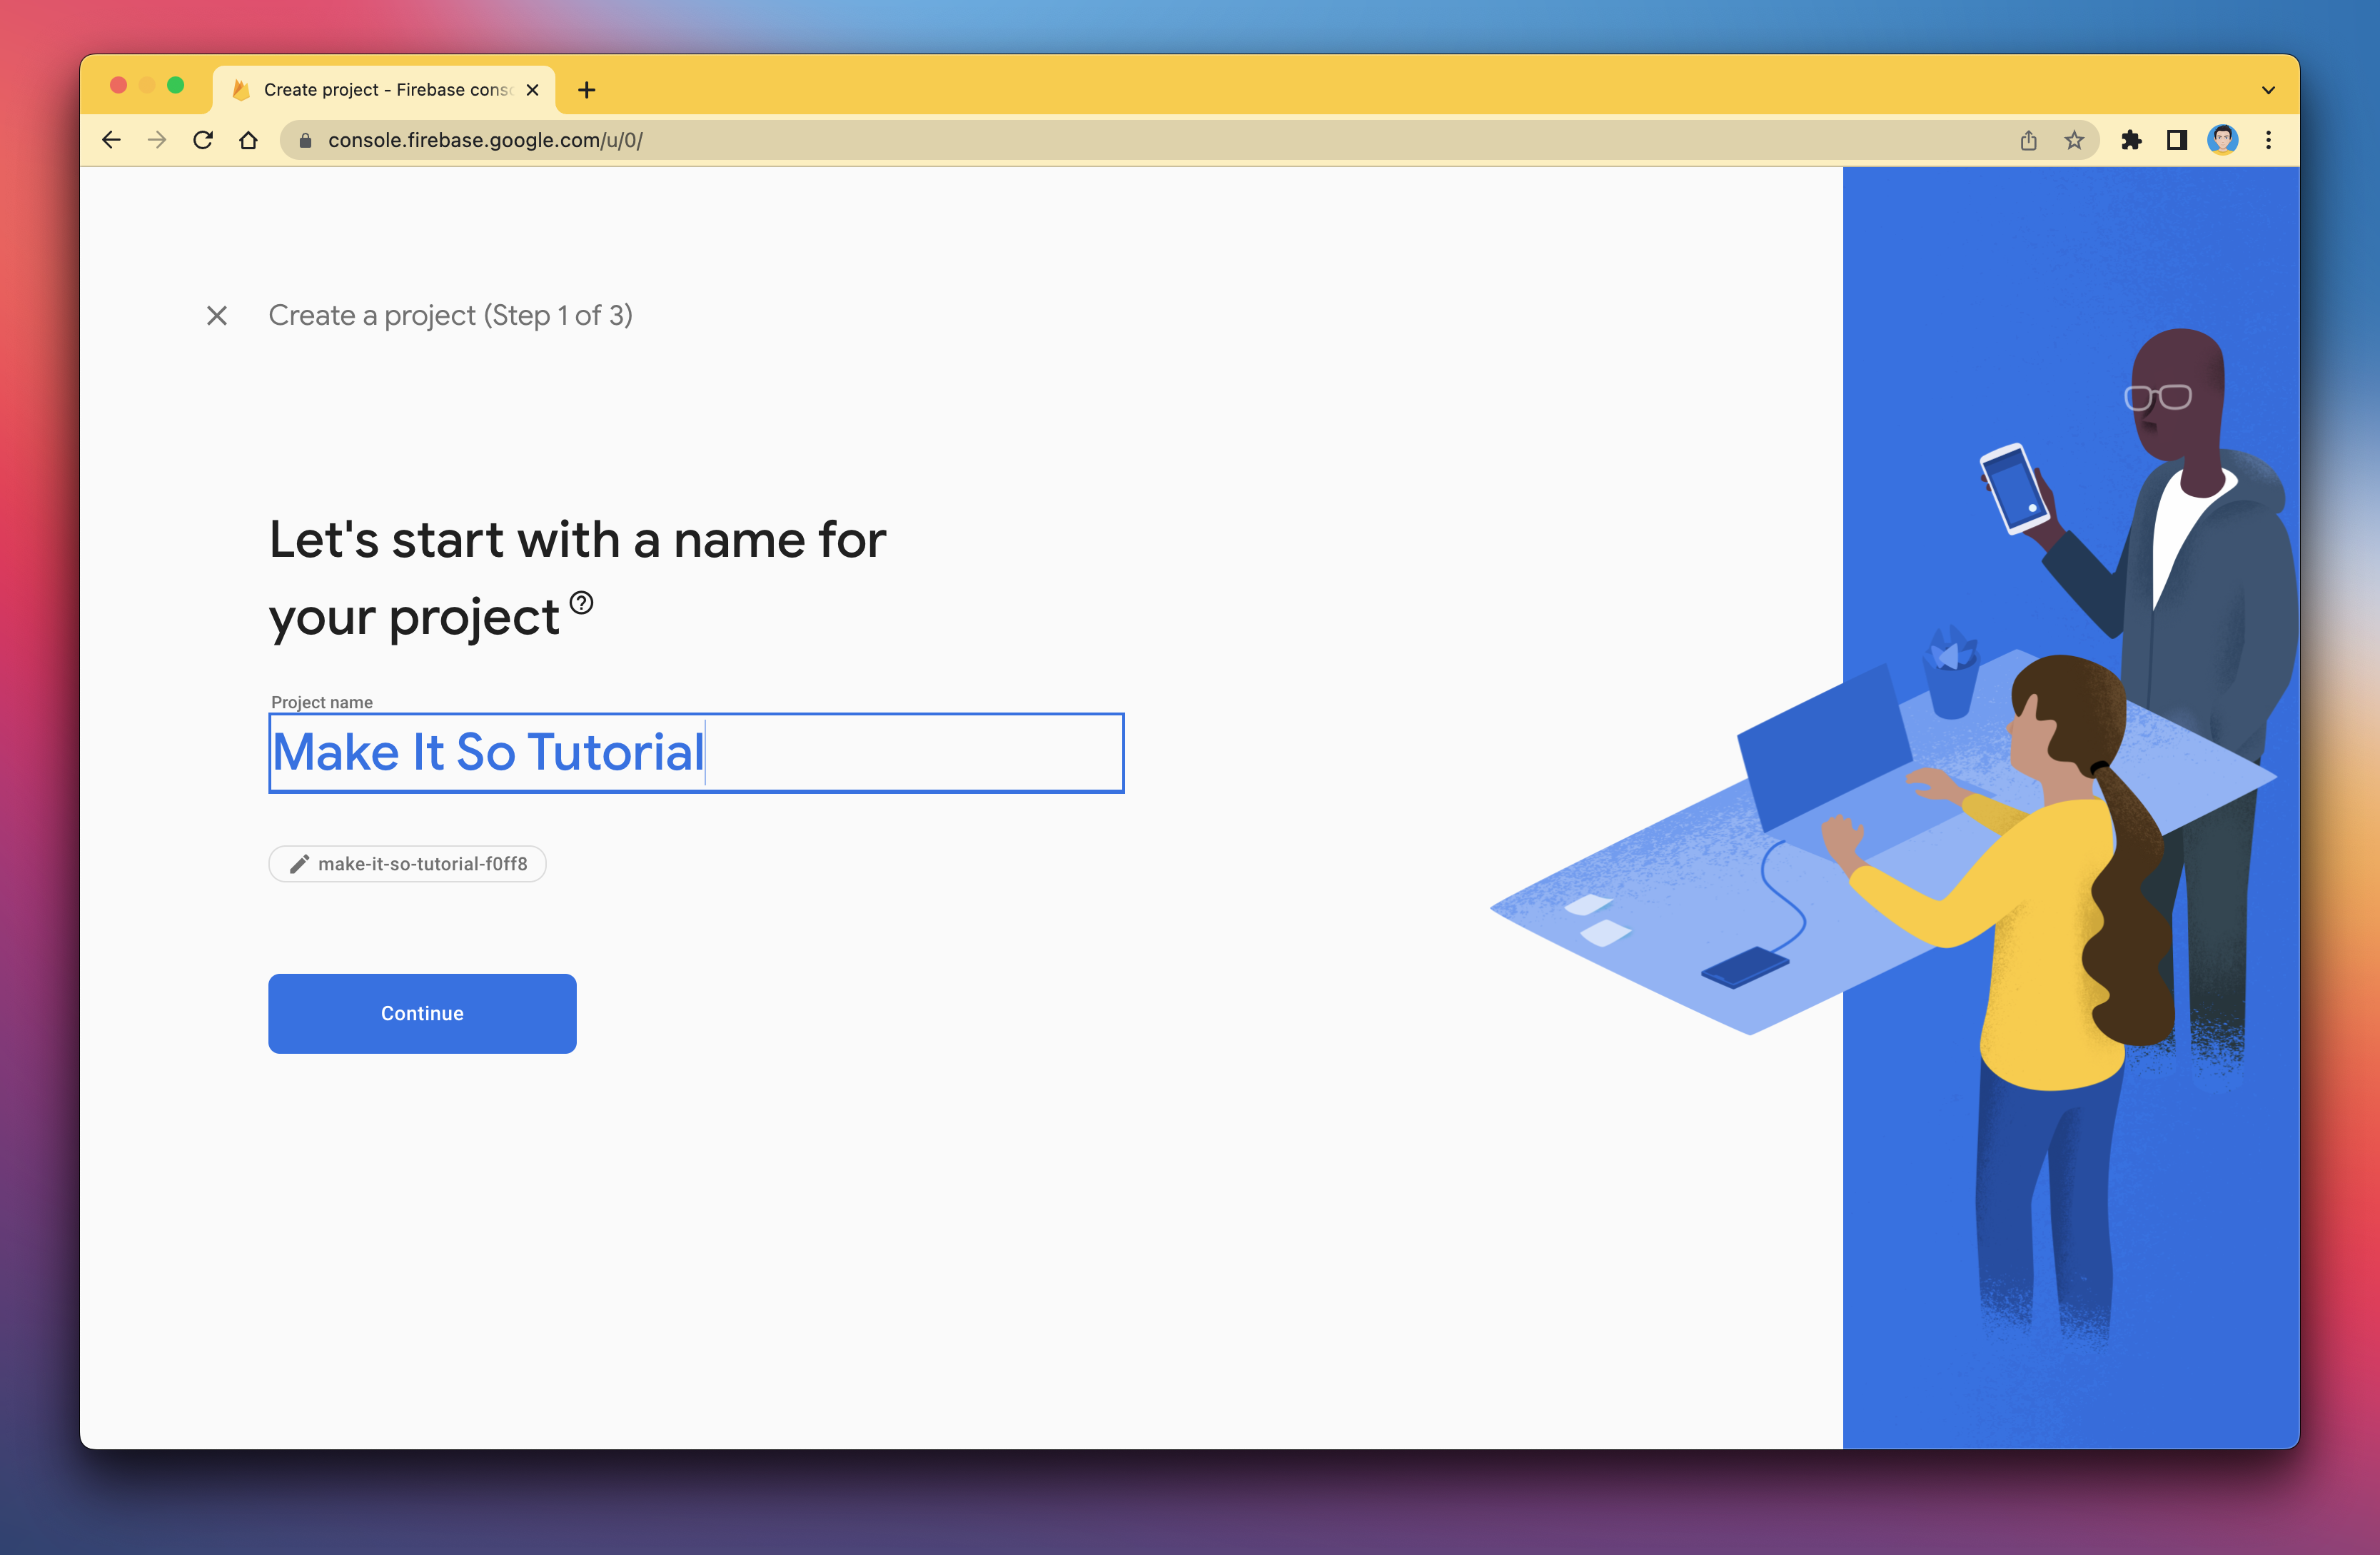 Create project - Firebase conso
console.firebase.google.com/u/0/
Create a project (Step 1 of 3)
Let's start with a name for
your project
Project name
Make It So Tutorial
make-it-so-tutorial-f0ff8
Continue